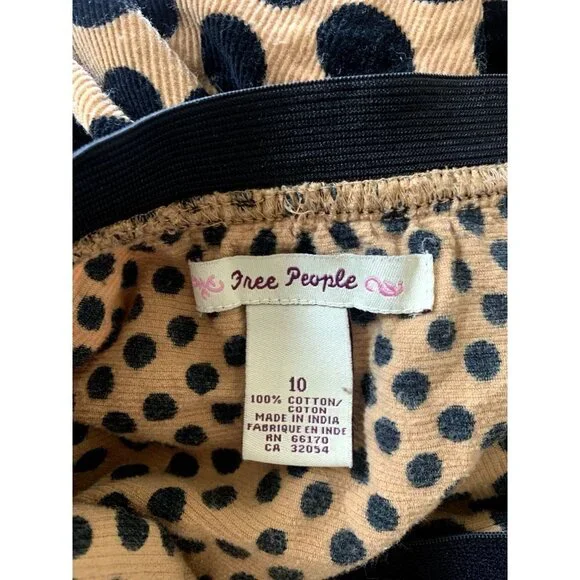 Free People
10
100% COTTON/
COTON
MADE IN INDIA
FABRIQUE EN INDE
RN 66170
CA 32054